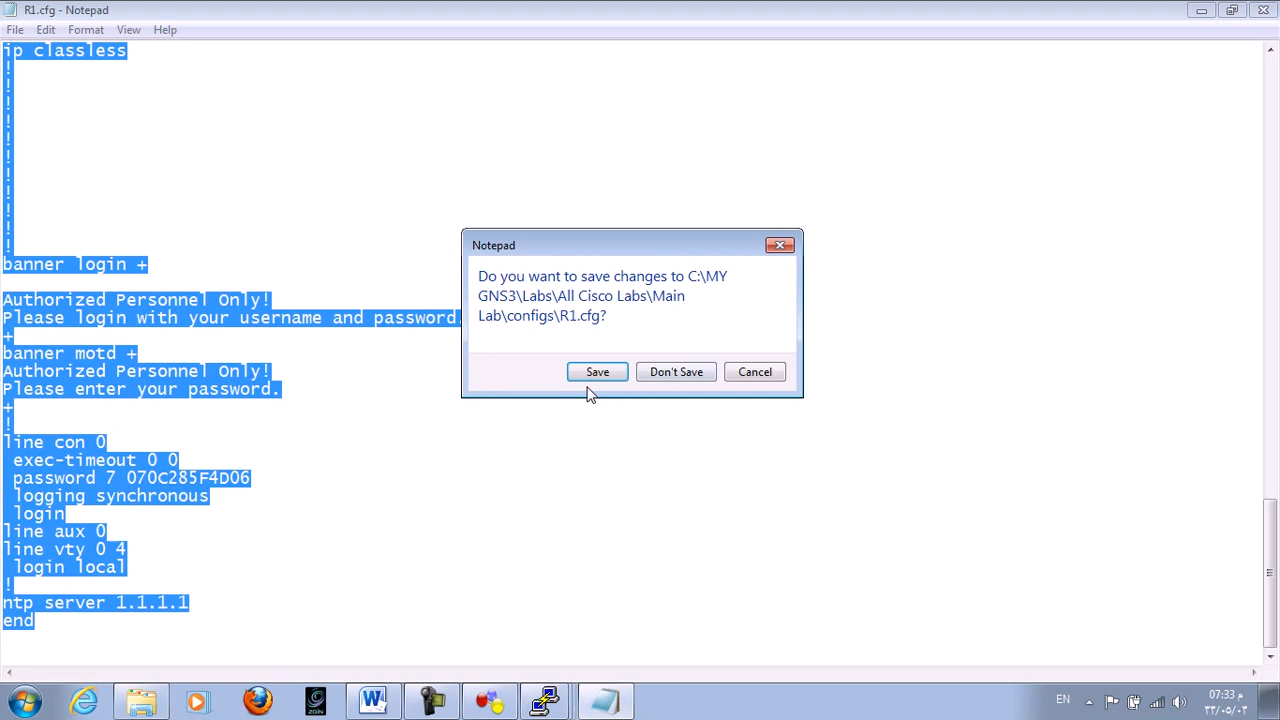 R1.cfg - Notepad
File Edit Format View Help
ip classless
!
!
!
!
!
!
!
!
!
!
!
banner login +
Authorized Personnel Only!
Please login with your username and password.
+
banner motd +
Authorized Personnel Only!
Please enter your password.
+
!
line con 0
exec-timeout 0 0
password 7 070C285F4D06
logging synchronous
login
line aux 0
line vty 0 4
login local
!
ntp server 1.1.1.1
end
Notepad
Do you want to save changes to C:\MY
GNS3\Labs\All Cisco Labs\Main
Lab\configs\R1.cfg?
Save Don't Save Cancel
ZAIN
EN
07:33 م
٣٣/٠٥/٠٣